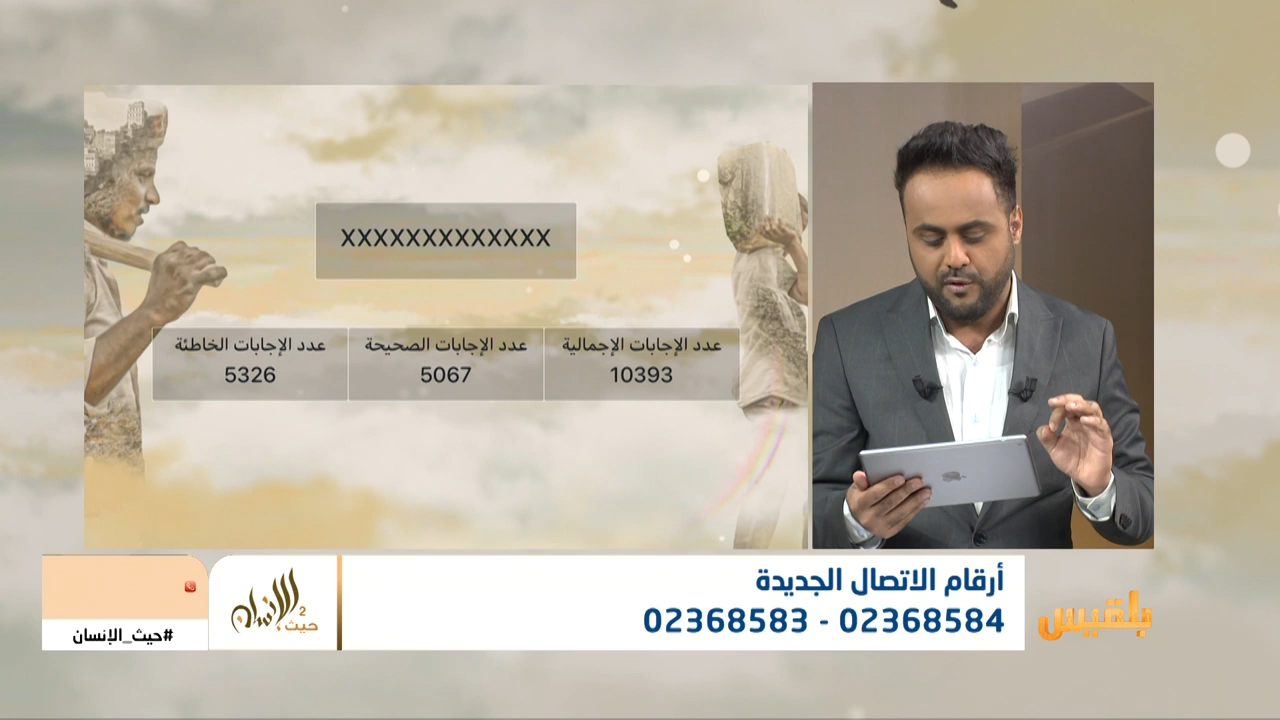 XXXXXXXXXXXXX
عدد الإجابات الإجمالية
10393
عدد الإجابات الصحيحة
5067
عدد الإجابات الخاطئة
5326
أرقام الاتصال الجديدة
02368583 - 02368584
بلقيس
حيث الإنسان 2
#حيث_الإنسان